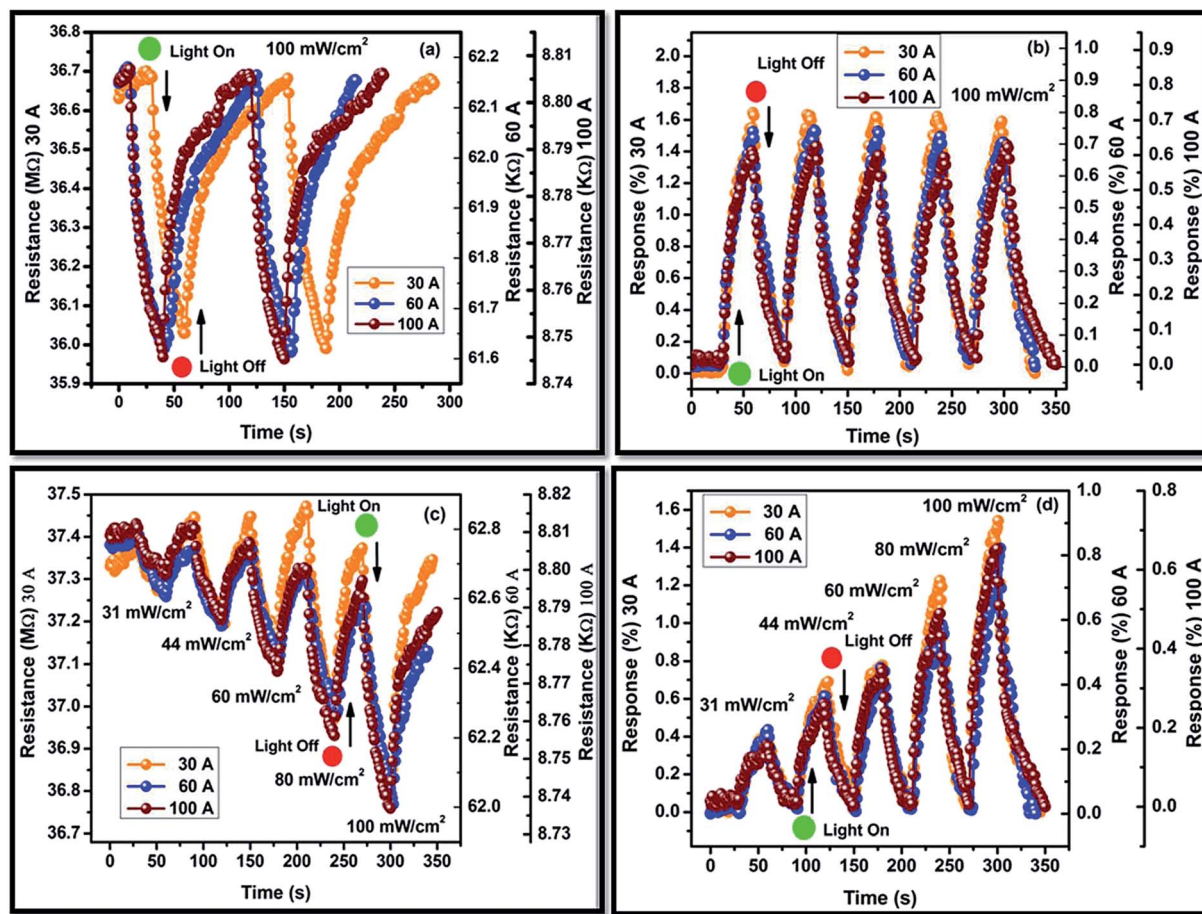 (a)
Light On
100 mW/cm²
Light Off
30 A
60 A
100 A
Resistance (MΩ) 30 A
36.8
36.7
36.6
36.5
36.4
36.3
36.2
36.1
36.0
35.9
Resistance (KΩ) 60 A
62.2
62.1
62.0
61.9
61.8
61.7
61.6
Resistance (KΩ) 100 A
8.815
8.805
8.795
8.786
8.777
8.768
8.759
8.750
8.740
0 50 100 150 200 250 300
Time (s)
(b)
30 A
60 A
100 A
Light Off
100 mW/cm²
Light On
Response (%) 30 A
2.0
1.8
1.6
1.4
1.2
1.0
0.8
0.6
0.4
0.2
0.0
Response (%) 60 A
1.0
0.9
0.8
0.7
0.6
0.5
0.4
0.3
0.2
0.1
0.0
Response (%) 100 A
0.9
0.8
0.7
0.6
0.5
0.4
0.3
0.2
0.1
0.0
0 50 100 150 200 250 300 350
Time (s)
(c)
Light On
31 mW/cm²
44 mW/cm²
60 mW/cm²
Light Off
80 mW/cm²
100 mW/cm²
30 A
60 A
100 A
Resistance (MΩ) 30 A
37.5
37.4
37.3
37.2
37.1
37.0
36.9
36.8
36.7
Resistance (KΩ) 60 A
62.8
62.6
62.4
62.2
62.0
Resistance (KΩ) 100 A
8.82
8.81
8.80
8.79
8.78
8.77
8.76
8.75
8.74
8.73
0 50 100 150 200 250 300 350
Time (s)
(d)
30 A
60 A
100 A
100 mW/cm²
80 mW/cm²
60 mW/cm²
44 mW/cm²
Light Off
31 mW/cm²
Light On
Response (%) 30 A
1.6
1.4
1.2
1.0
0.8
0.6
0.4
0.2
0.0
Response (%) 60 A
1.0
0.8
0.6
0.4
0.2
0.0
Response (%) 100 A
0.8
0.6
0.4
0.2
0.0
0 50 100 150 200 250 300 350
Time (s)